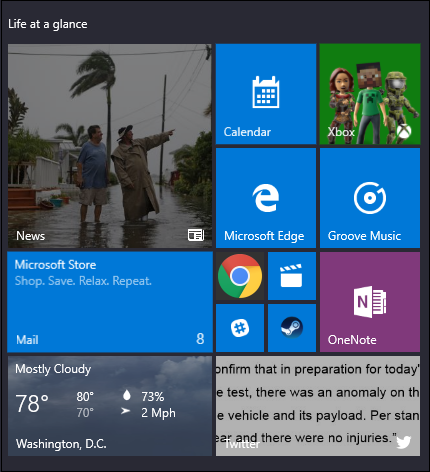 Life at a glance
News
Calendar
Xbox
Microsoft Edge
Groove Music
Microsoft Store
Shop. Save. Relax. Repeat.
Mail
8
N
OneNote
Mostly Cloudy
78°
80°
70°
73%
2 Mph
Washington, D.C.
onfirm that in preparation for today'
e test, there was an anomaly on th
e vehicle and its payload. Per stan
ear and there were no injuries."
Twitter